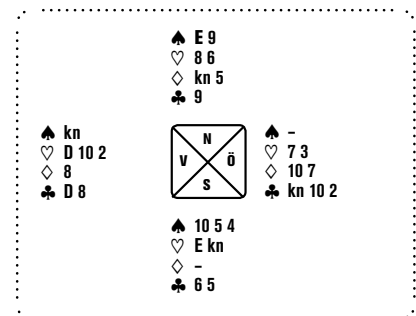 ♠ E 9
♡ 8 6
♢ kn 5
♣ 9
♠ kn
♡ D 10 2
♢ 8
♣ D 8
N
V Ö
S
♠ –
♡ 7 3
♢ 10 7
♣ kn 10 2
♠ 10 5 4
♡ E kn
♢ –
♣ 6 5